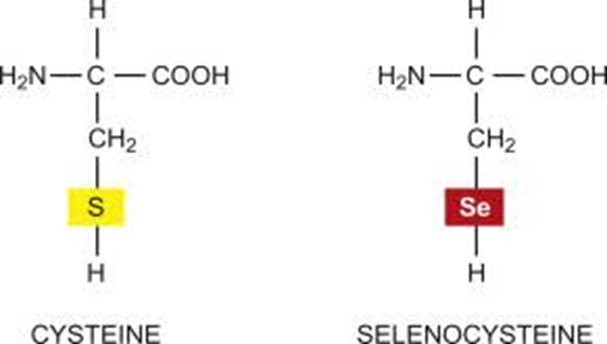 H H
H₂N—C—COOH H₂N—C—COOH
CH₂ CH₂
S Se
H H
CYSTEINE SELENOCYSTEINE